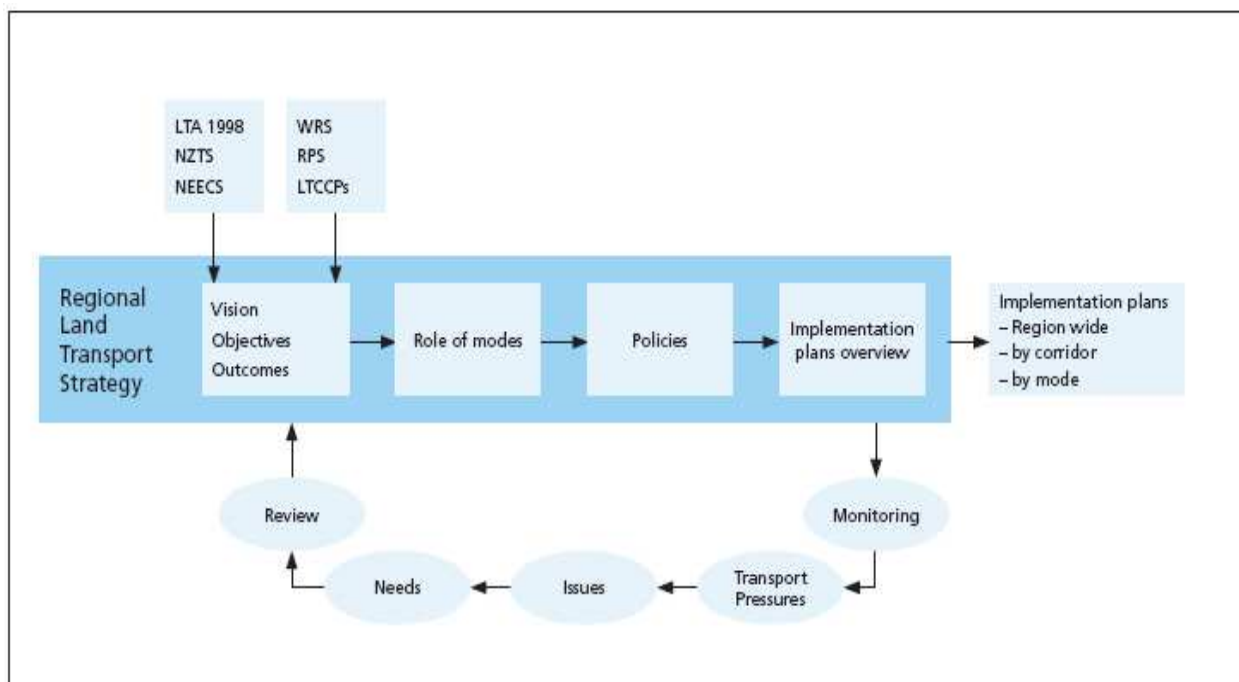 LTA 1998
NZTS
NEECS
WRS
RPS
LTCCPs
Regional
Land
Transport
Strategy
Vision
Objectives
Outcomes
Role of modes
Policies
Implementation
plans overview
Implementation plans
– Region wide
– by corridor
– by mode
Review
Monitoring
Needs
Issues
Transport
Pressures